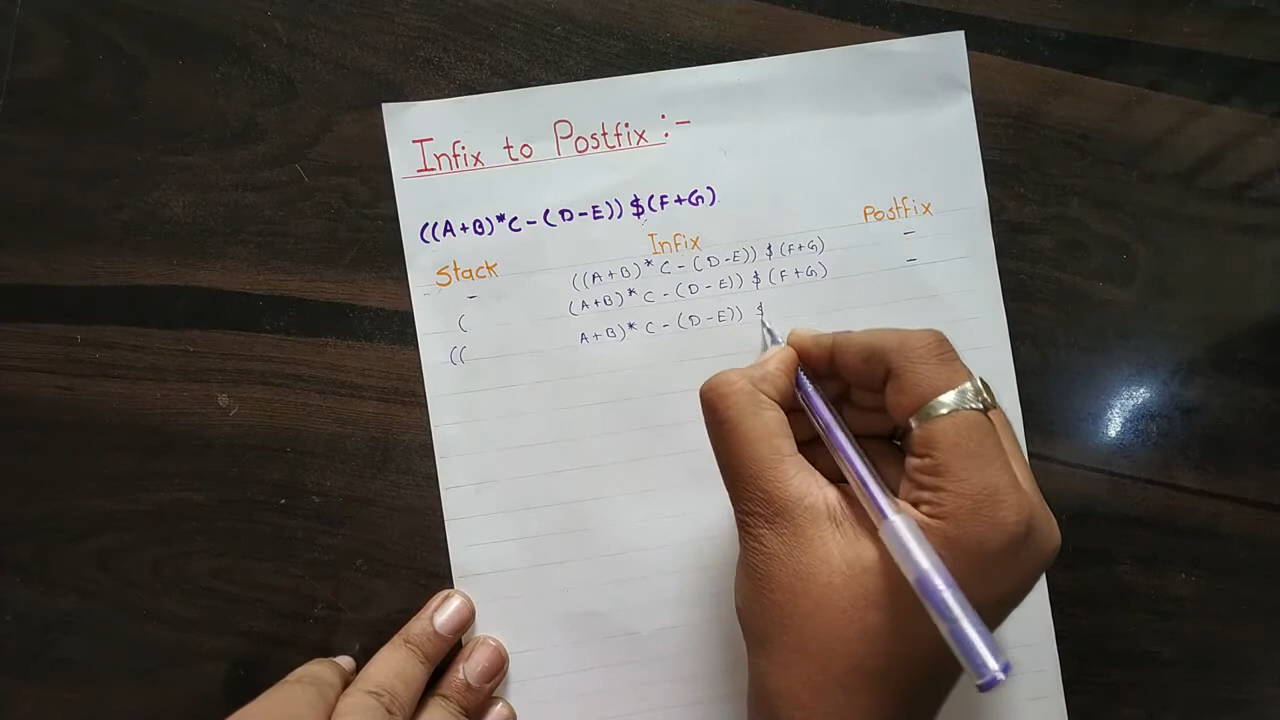 Infix to Postfix :-
((A+B)*C-(D-E))$(F+G)
Stack Infix Postfix
- ((A+B)*C-(D-E))$(F+G) -
( (A+B)*C-(D-E))$(F+G) -
(( A+B)*C-(D-E)) $